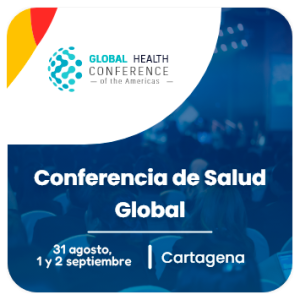 GLOBAL HEALTH
CONFERENCE
— of the Americas —
Conferencia de Salud
Global
31 agosto,
1 y 2 septiembre
Cartagena